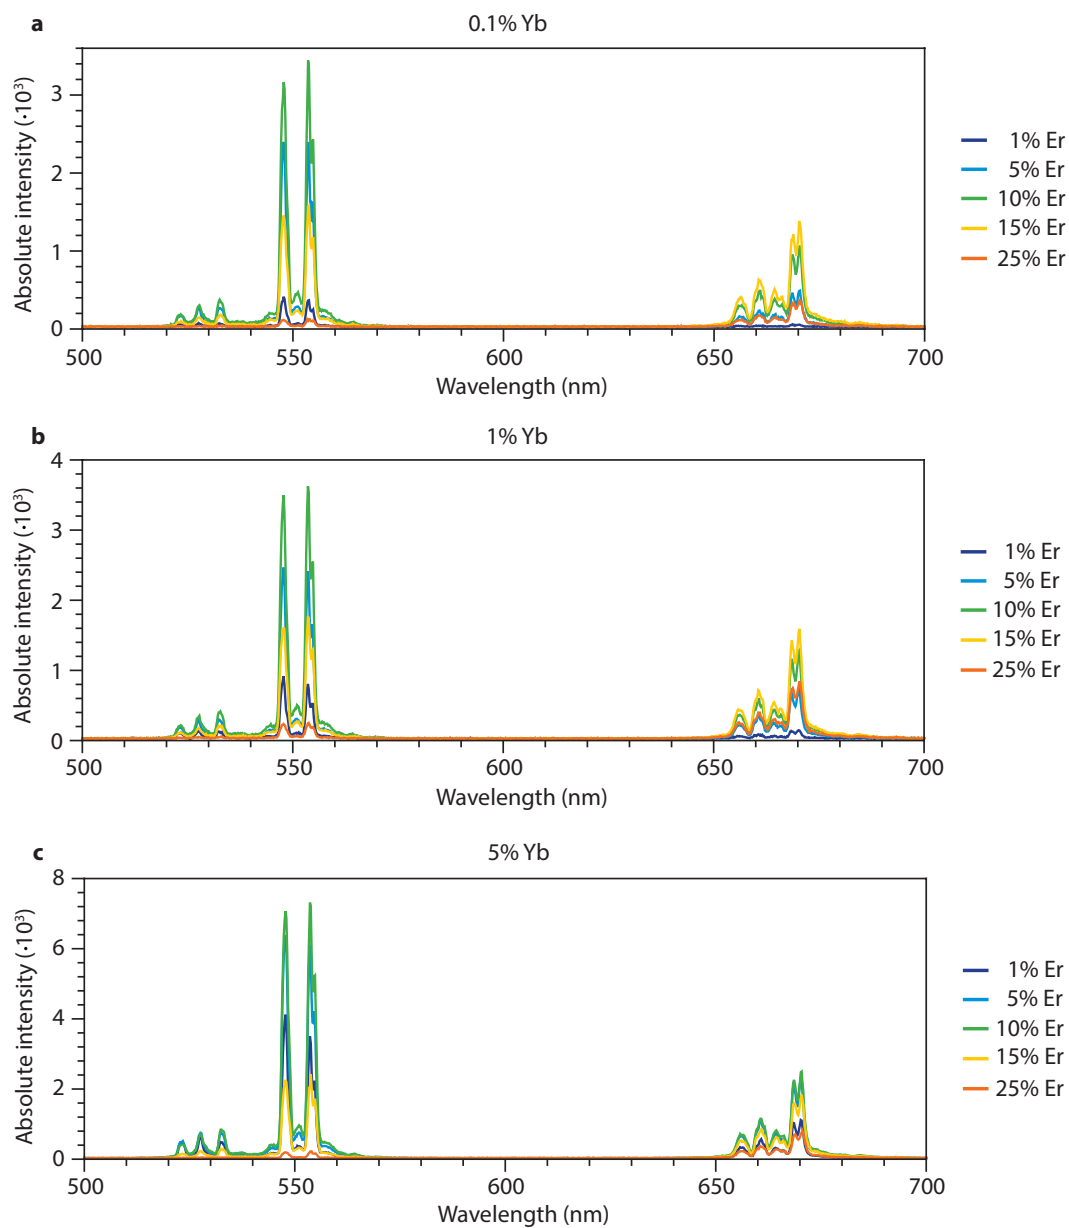 a
0.1% Yb
Absolute intensity (·10³)
3
2
1
0
500
550
600
650
700
Wavelength (nm)
1% Er
5% Er
10% Er
15% Er
25% Er
b
1% Yb
Absolute intensity (·10³)
4
3
2
1
0
500
550
600
650
700
Wavelength (nm)
1% Er
5% Er
10% Er
15% Er
25% Er
c
5% Yb
Absolute intensity (·10³)
8
6
4
2
0
500
550
600
650
700
Wavelength (nm)
1% Er
5% Er
10% Er
15% Er
25% Er